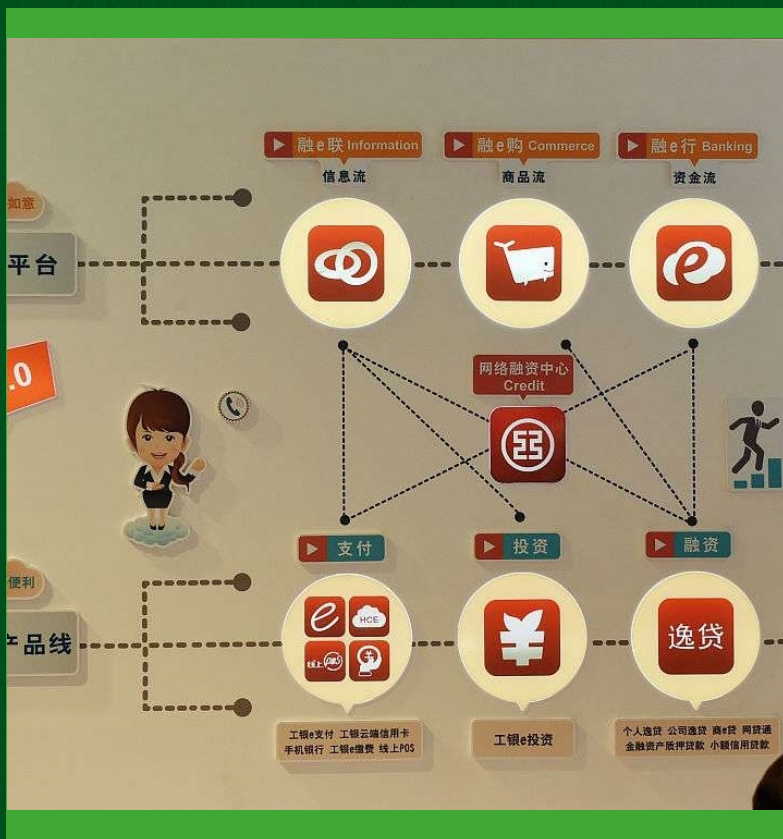 融e联 Information
融e购 Commerce
融e行 Banking
信息流
商品流
资金流
如意
平台
.0
网络融资中心
Credit
支付
投资
融资
便利
产品线
e
HCE
线上POS
逸贷
工银e支付 工银云端信用卡
手机银行 工银e缴费 线上POS
工银e投资
个人逸贷 公司逸贷 商e贷 网贷通
金融资产质押贷款 小额信用贷款